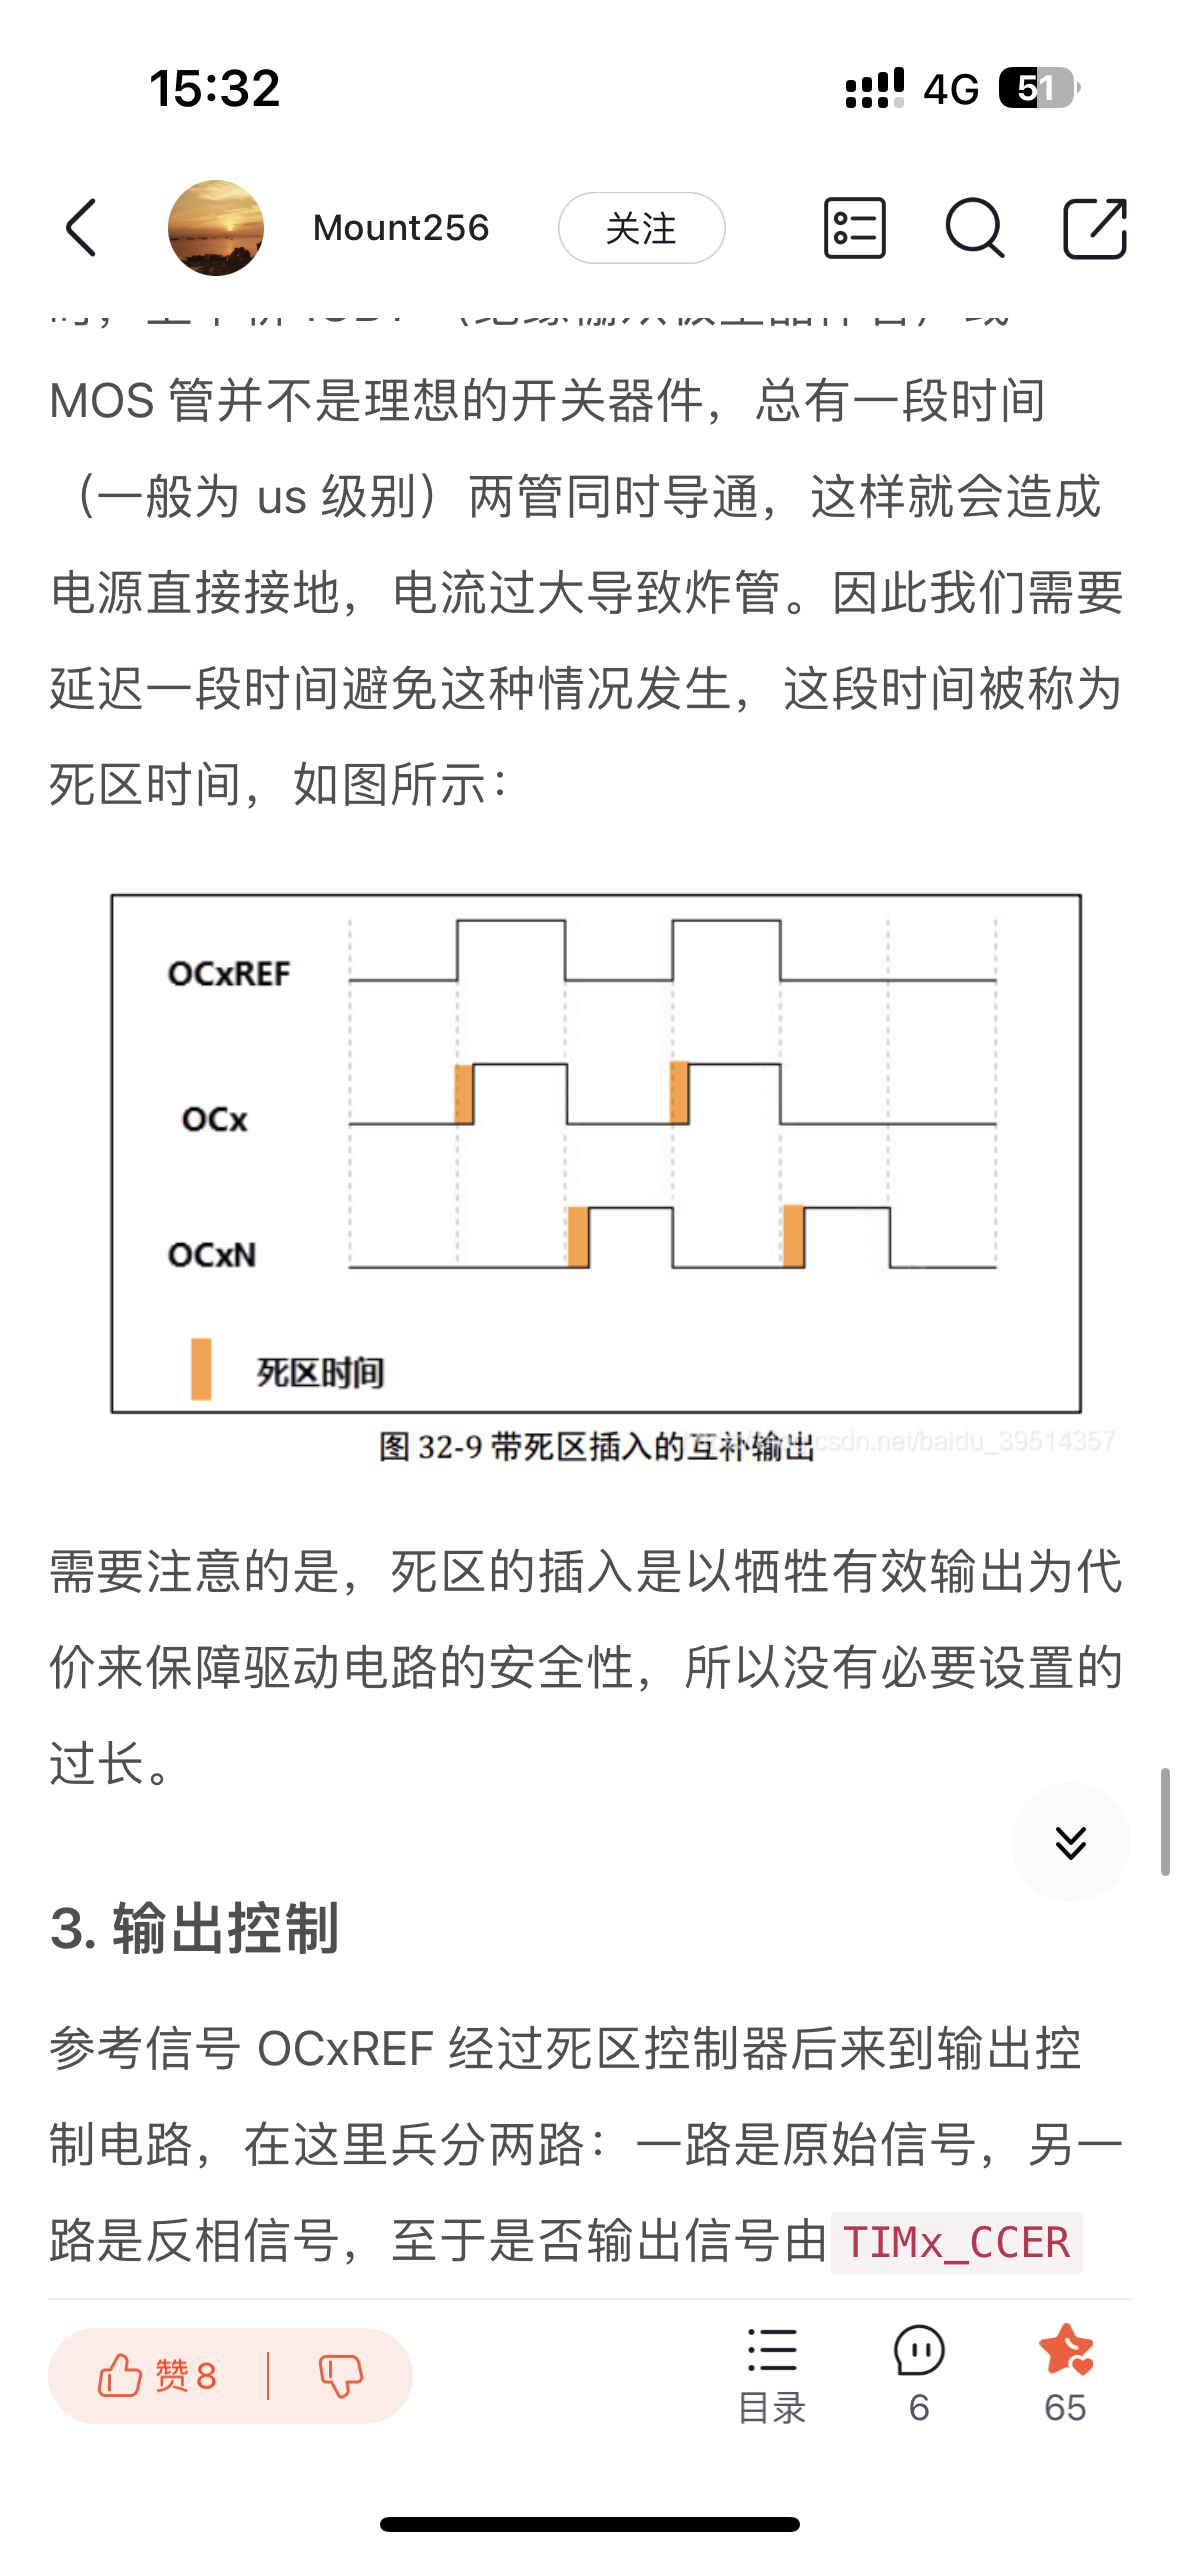 15:32
4G
51
Mount256
关注
MOS 管并不是理想的开关器件，总有一段时间
（一般为 us 级别）两管同时导通，这样就会造成
电源直接接地，电流过大导致炸管。因此我们需要
延迟一段时间避免这种情况发生，这段时间被称为
死区时间，如图所示：
OCxREF
OCx
OCxN
死区时间
图 32-9 带死区插入的互补输出
csdn.net/baidu_39514357
需要注意的是，死区的插入是以牺牲有效输出为代
价来保障驱动电路的安全性，所以没有必要设置的
过长。
3. 输出控制
参考信号 OCxREF 经过死区控制器后来到输出控
制电路，在这里兵分两路：一路是原始信号，另一
路是反相信号，至于是否输出信号由 TIMx_CCER
赞 8
目录
6
65